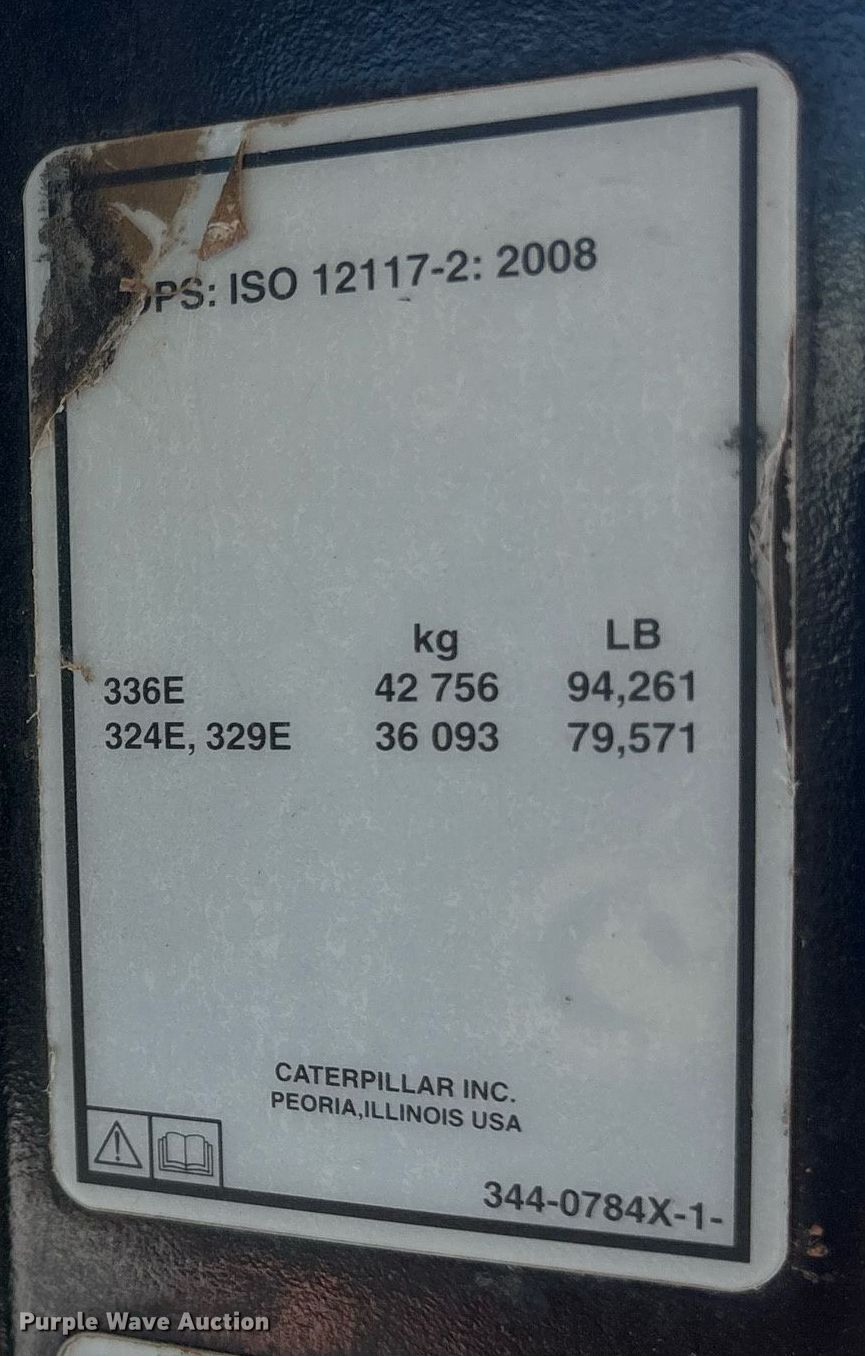 OPS: ISO 12117-2: 2008
kg LB
336E 42 756 94,261
324E, 329E 36 093 79,571
CATERPILLAR INC.
PEORIA,ILLINOIS USA
344-0784X-1-
Purple Wave Auction